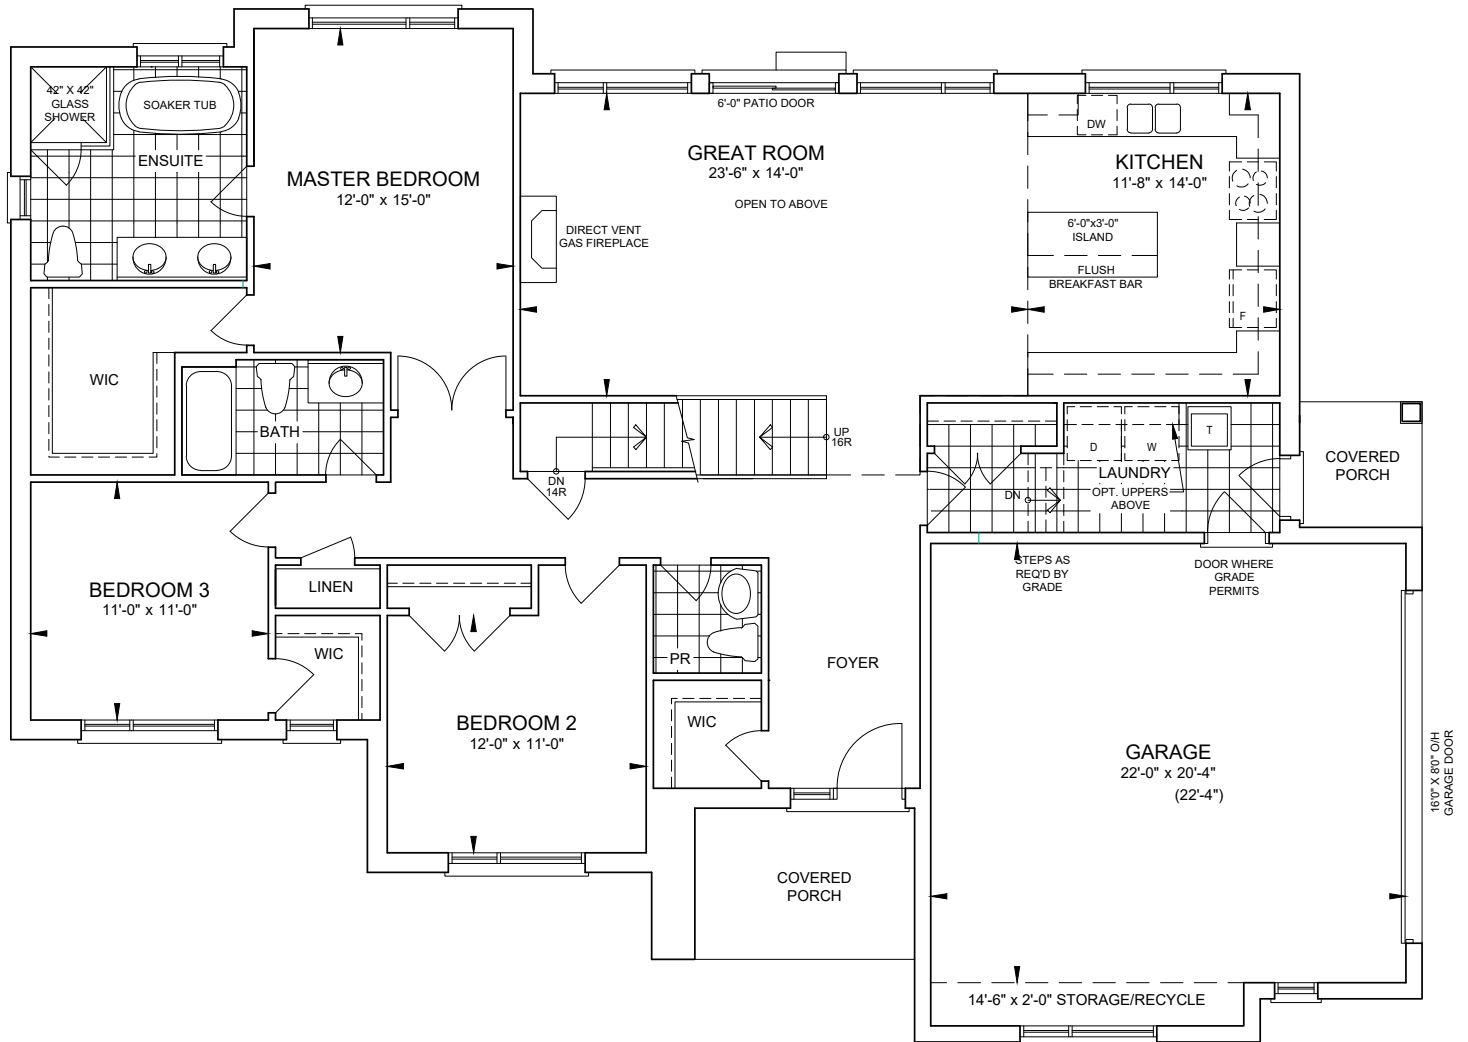 42" X 42"
GLASS
SHOWER
SOAKER TUB
ENSUITE
MASTER BEDROOM
12'-0" x 15'-0"
6'-0" PATIO DOOR
GREAT ROOM
23'-6" x 14'-0"
OPEN TO ABOVE
DIRECT VENT
GAS FIREPLACE
DW
KITCHEN
11'-8" x 14'-0"
6'-0"x3'-0"
ISLAND
FLUSH
BREAKFAST BAR
F
WIC
BATH
UP
16R
DN
14R
D
W
T
LAUNDRY
OPT. UPPERS
ABOVE
DN
COVERED
PORCH
BEDROOM 3
11'-0" x 11'-0"
LINEN
WIC
BEDROOM 2
12'-0" x 11'-0"
PR
WIC
FOYER
STEPS AS
REQ'D BY
GRADE
DOOR WHERE
GRADE
PERMITS
GARAGE
22'-0" x 20'-4"
(22'-4")
16'0" X 8'0" O/H
GARAGE DOOR
COVERED
PORCH
14'-6" x 2'-0" STORAGE/RECYCLE